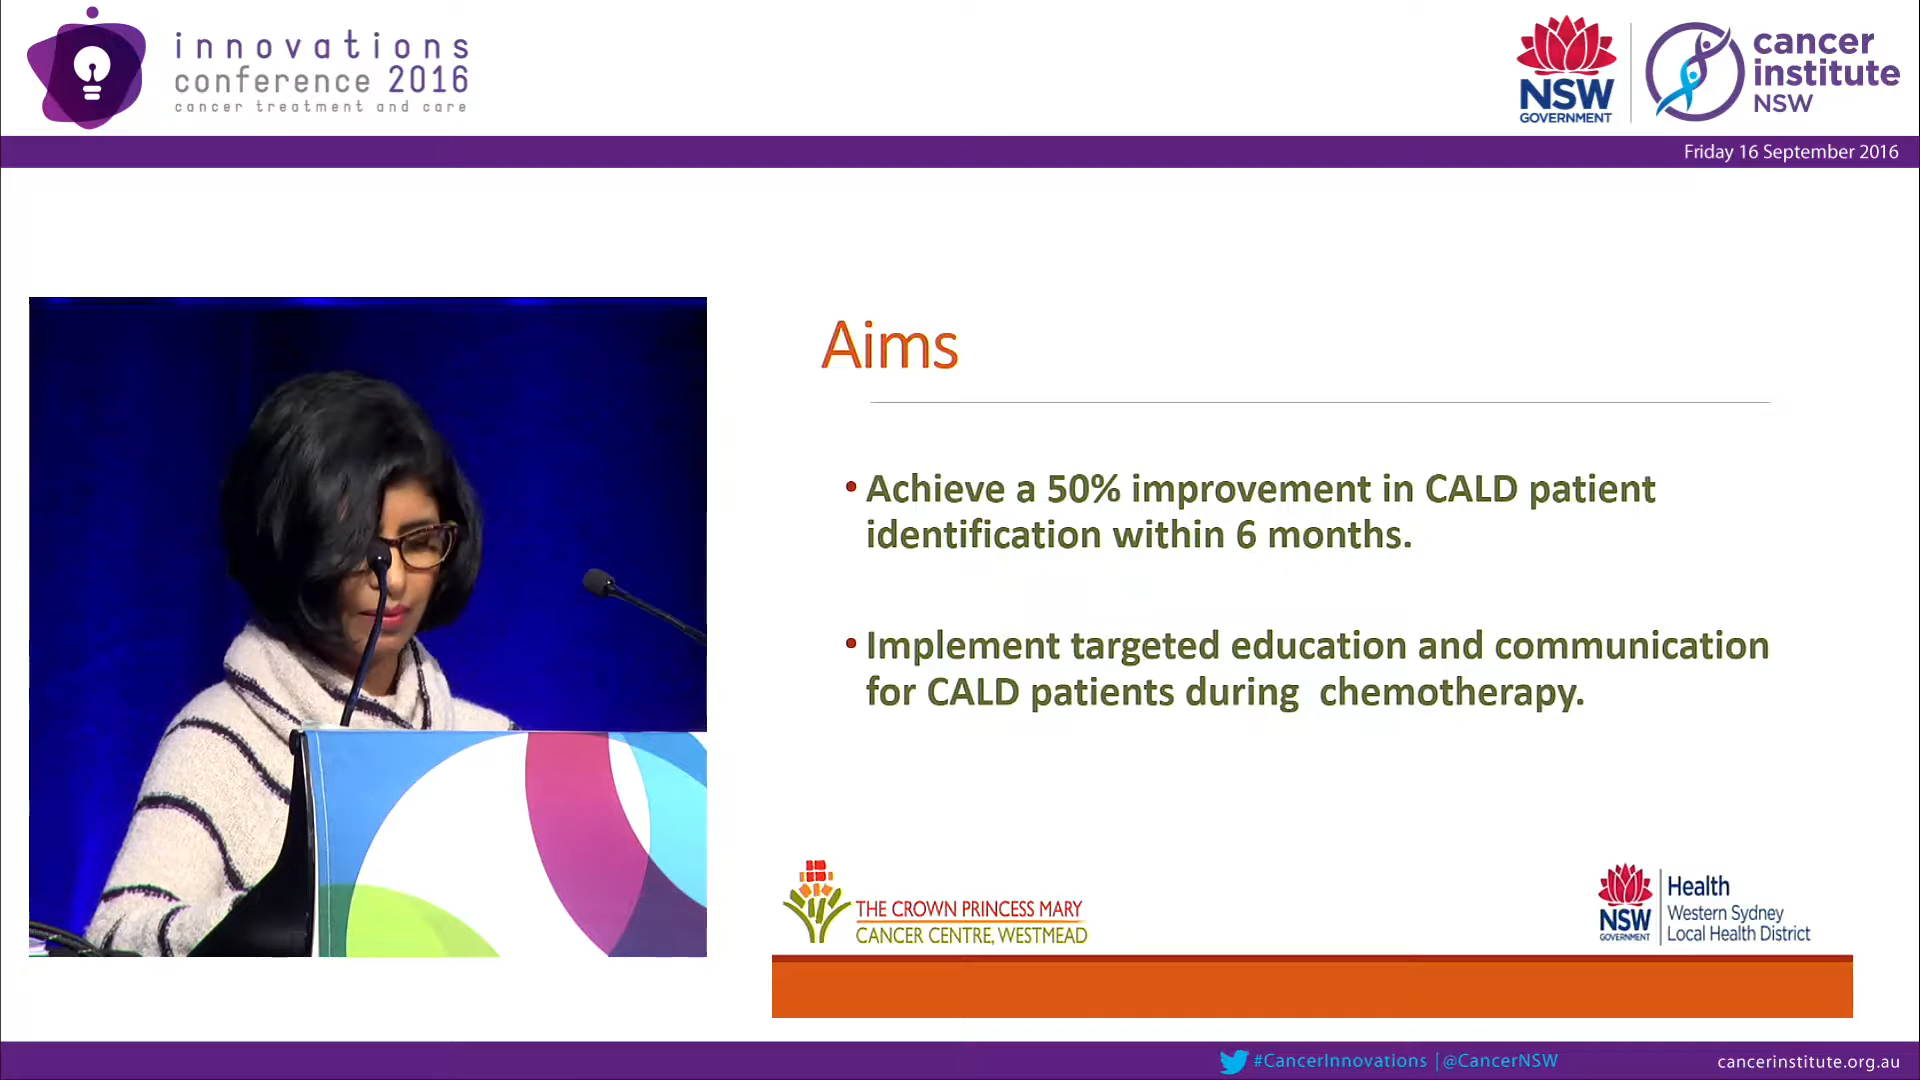 innovations
conference 2016
cancer treatment and care
NSW
GOVERNMENT
cancer
institute
NSW
Friday 16 September 2016
Aims
• Achieve a 50% improvement in CALD patient
identification within 6 months.
• Implement targeted education and communication
for CALD patients during chemotherapy.
THE CROWN PRINCESS MARY
CANCER CENTRE, WESTMEAD
NSW
GOVERNMENT
Health
Western Sydney
Local Health District
#CancerInnovations | @CancerNSW
cancerinstitute.org.au